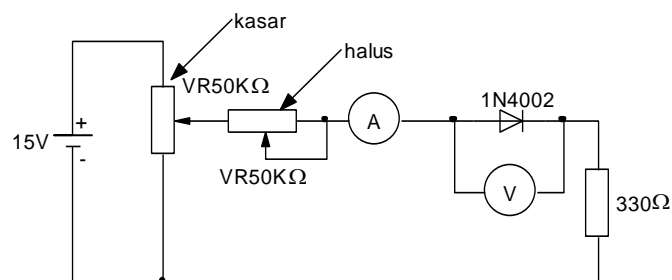 kasar
halus
VR50KΩ
1N4002
A
+
15V
-
VR50KΩ
V
330Ω